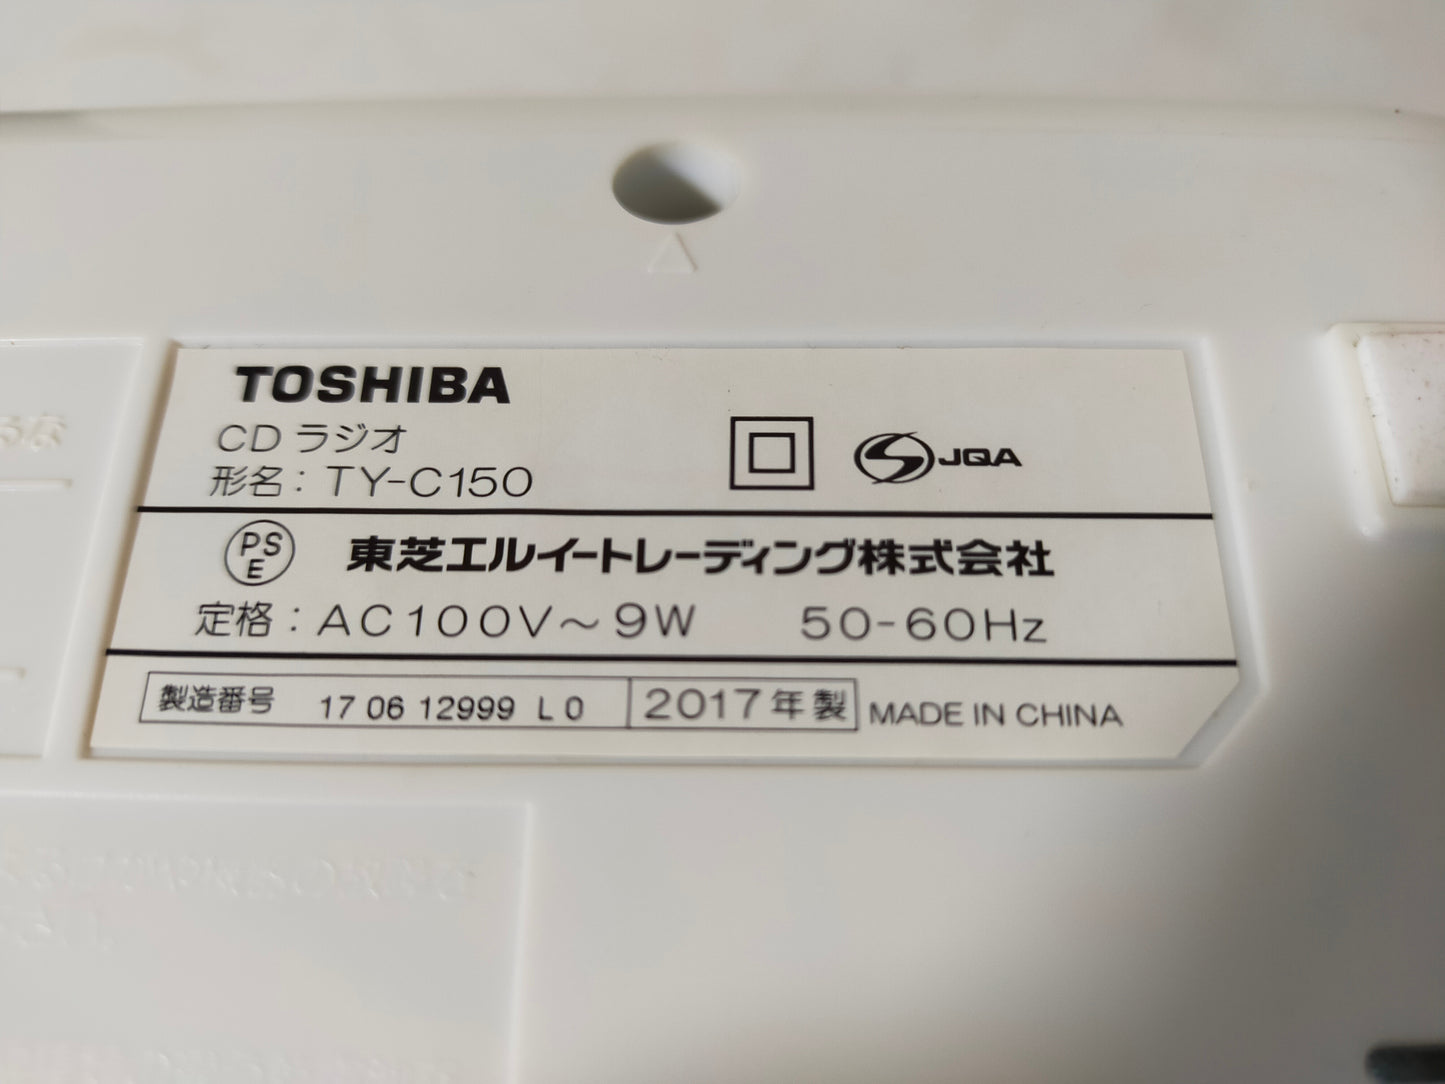 TOSHIBA
CD ラジオ
形名：TY-C150
JQA
PS
E
東芝エルイートレーディング株式会社
定格：AC100V～9W 50-60Hz
製造番号 17 06 12999 L 0 2017年製 MADE IN CHINA